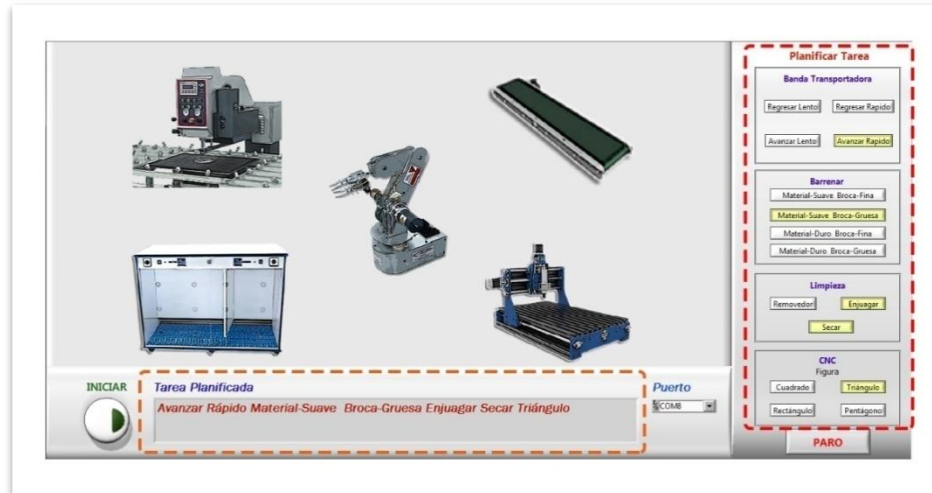 Planificar Tarea
Banda Transportadora
Regresar Lento Regresar Rapido
Avanzar Lento Avanzar Rapido
Barrenar
Material-Suave Broca-Fina
Material-Suave Broca-Gruesa
Material-Duro Broca-Fina
Material-Duro Broca-Gruesa
Limpieza
Removedor Enjuagar
Secar
CNC
Figura
Cuadrado Triángulo
Rectángulo Pentágono
PARO
INICIAR
Tarea Planificada
Avanzar Rápido Material-Suave Broca-Gruesa Enjuagar Secar Triángulo
Puerto
COM8